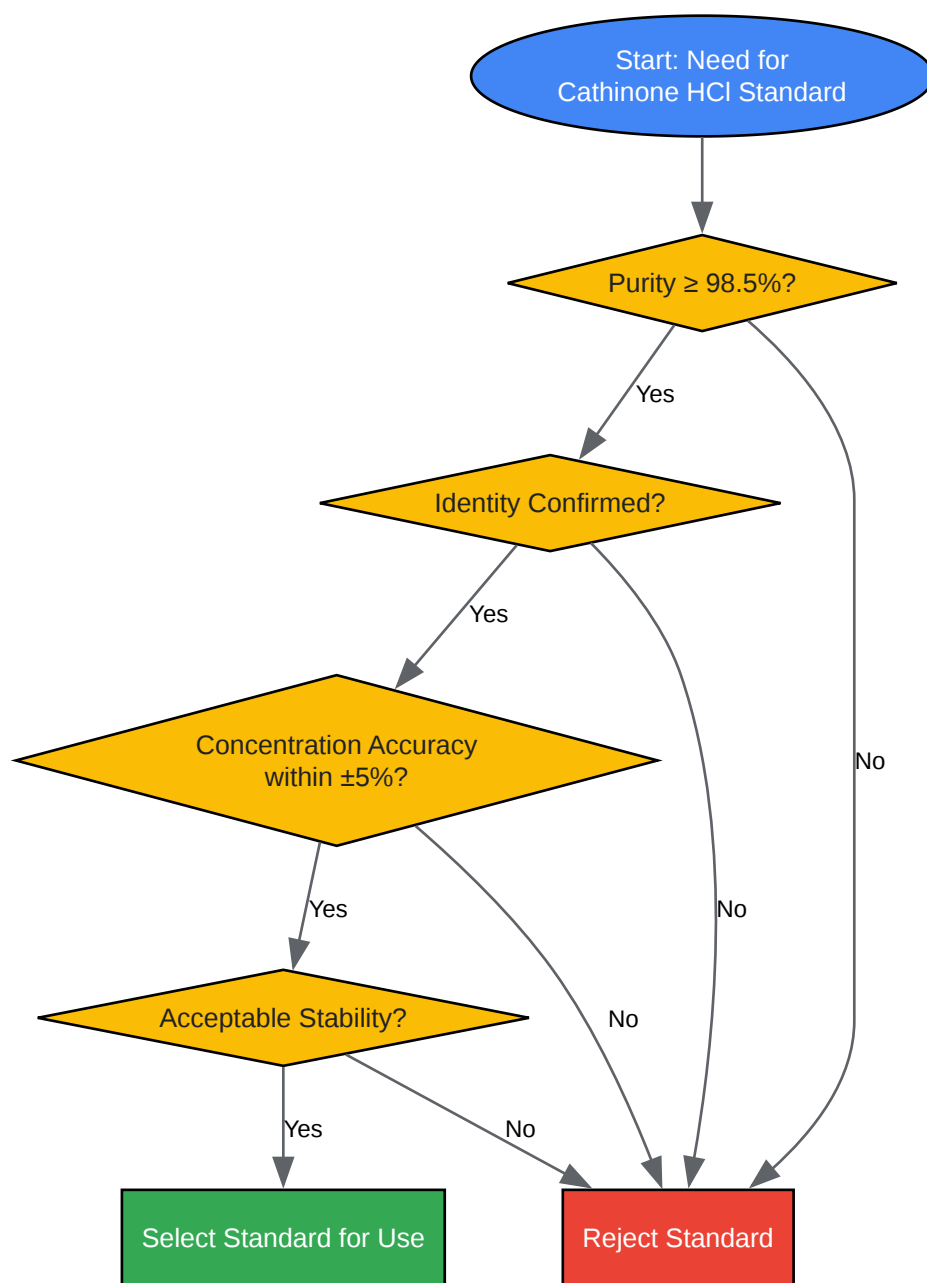 Start: Need for
Cathinone HCl Standard
Purity ≥ 98.5%?
Yes
Identity Confirmed?
Yes
Concentration Accuracy
within ±5%?
No
Yes
No
Acceptable Stability?
No
Yes
No
Select Standard for Use
Reject Standard